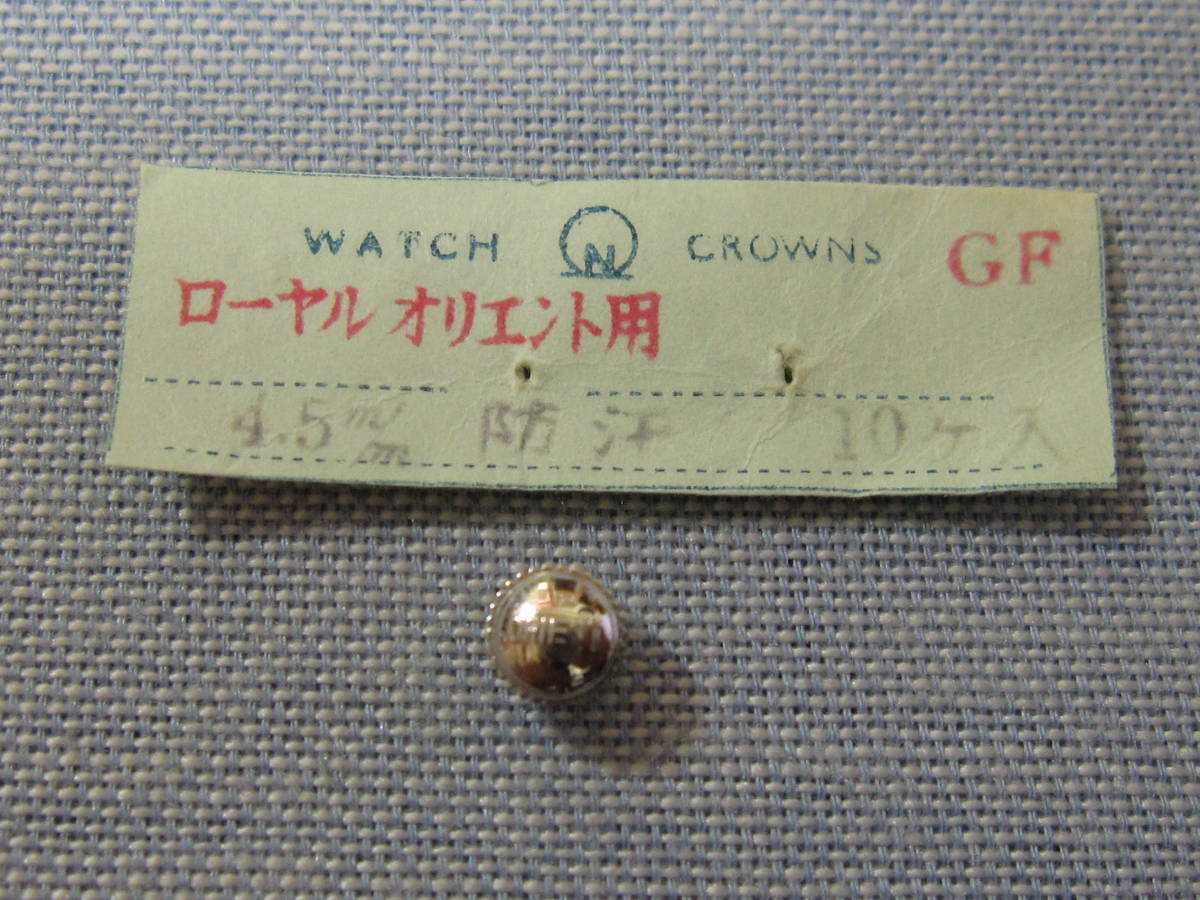 WATCH N CROWNS GF
ローヤル オリエント用
4.5m/m 防汗 10ケ入